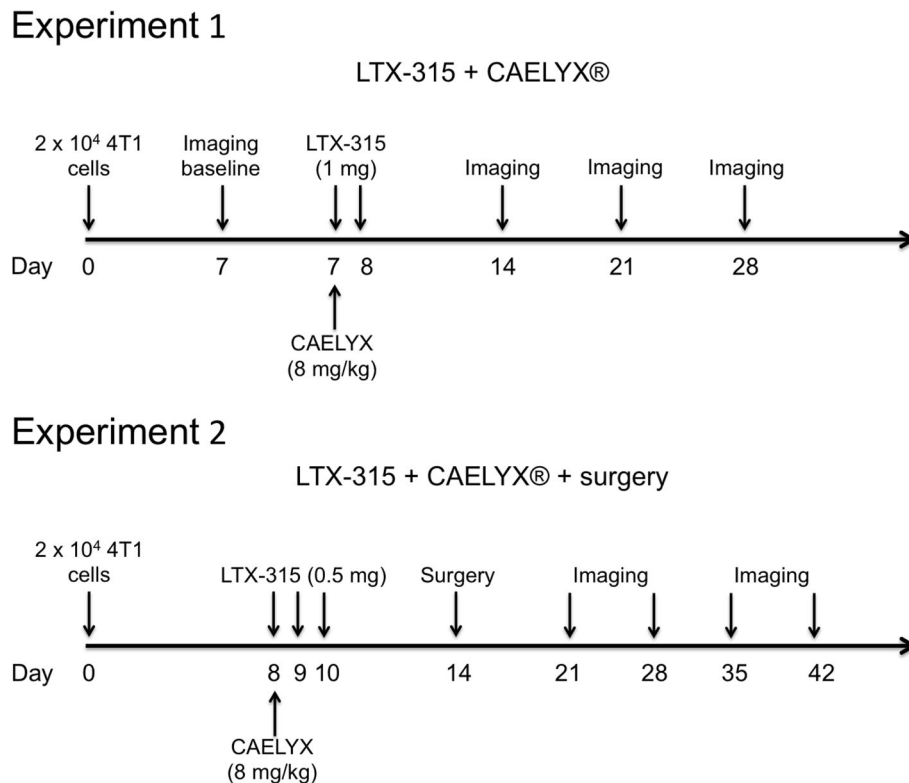 Experiment 1
LTX-315 + CAELYX®
2 x 10⁴ 4T1
cells
Imaging
baseline
LTX-315
(1 mg)
Imaging
Imaging
Imaging
Day 0 7 7 8 14 21 28
CAELYX
(8 mg/kg)
Experiment 2
LTX-315 + CAELYX® + surgery
2 x 10⁴ 4T1
cells
LTX-315 (0.5 mg)
Surgery
Imaging
Imaging
Day 0 8 9 10 14 21 28 35 42
CAELYX
(8 mg/kg)